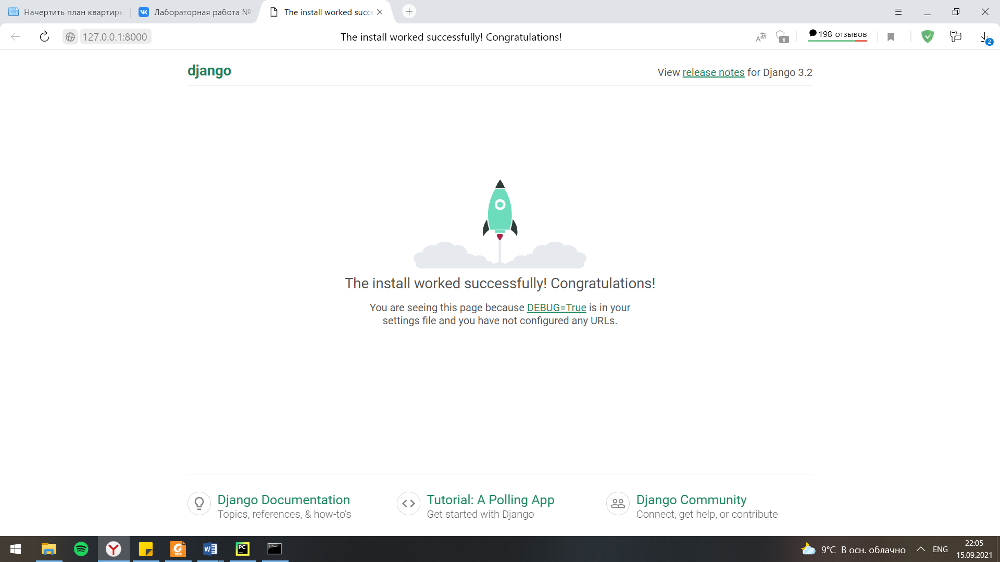 Начертить план квартиры
Лабораторная работа №
The install worked succe
127.0.0.1:8000
The install worked successfully! Congratulations!
1
198 отзывов
2
django
View release notes for Django 3.2
The install worked successfully! Congratulations!
You are seeing this page because DEBUG=True is in your
settings file and you have not configured any URLs.
Django Documentation
Topics, references, & how-to's
Tutorial: A Polling App
Get started with Django
Django Community
Connect, get help, or contribute
9°C В осн. облачно
ENG
22:05
15.09.2021